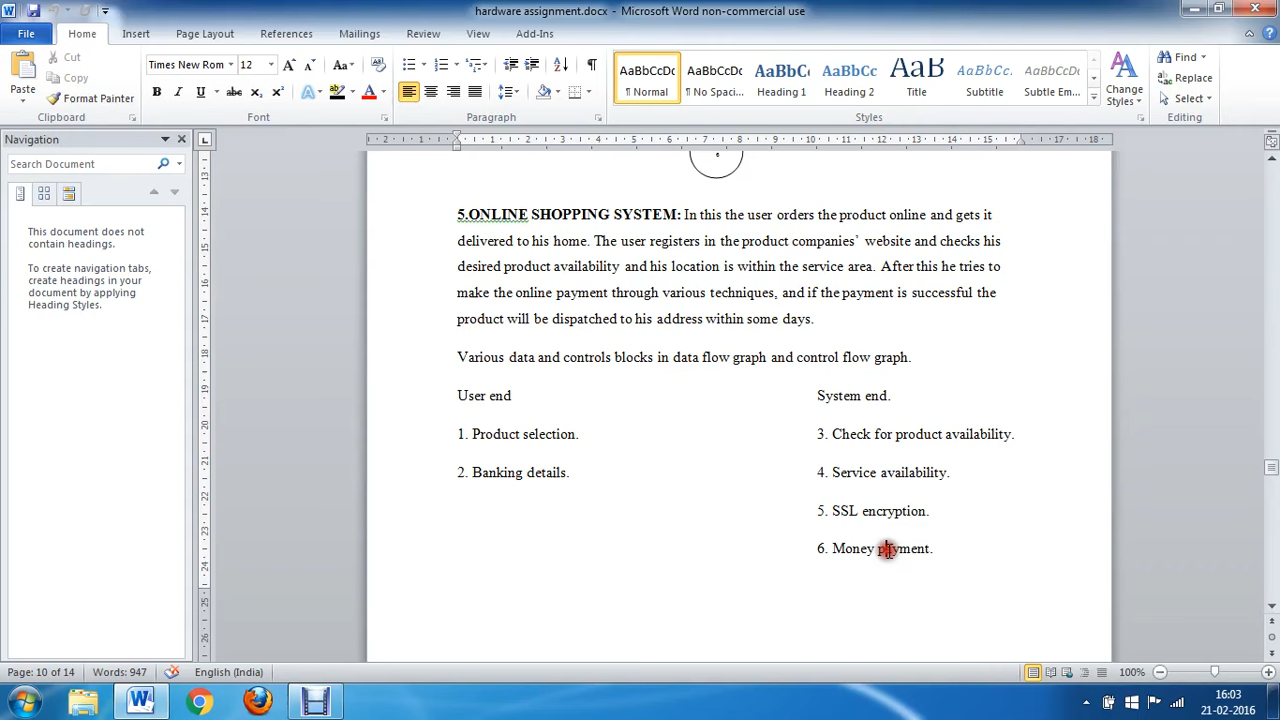 hardware assignment.docx - Microsoft Word non-commercial use
File Home Insert Page Layout References Mailings Review View Add-Ins
Paste
Cut
Copy
Format Painter
Clipboard
Times New Rom 12
Font
Paragraph
AaBbCcDc AaBbCcDc AaBbC AaBbCc AaB AaBbCc. AaBbCcDc
¶ Normal ¶ No Spaci... Heading 1 Heading 2 Title Subtitle Subtle Em...
Change Styles
Styles
Find
Replace
Select
Editing
Navigation
Search Document
This document does not
contain headings.
To create navigation tabs,
create headings in your
document by applying
Heading Styles.
6
5.ONLINE SHOPPING SYSTEM: In this the user orders the product online and gets it
delivered to his home. The user registers in the product companies’ website and checks his
desired product availability and his location is within the service area. After this he tries to
make the online payment through various techniques, and if the payment is successful the
product will be dispatched to his address within some days.
Various data and controls blocks in data flow graph and control flow graph.
User end System end.
1. Product selection. 3. Check for product availability.
2. Banking details. 4. Service availability.
5. SSL encryption.
6. Money payment.
Page: 10 of 14 Words: 947 English (India) 100%
16:03
21-02-2016